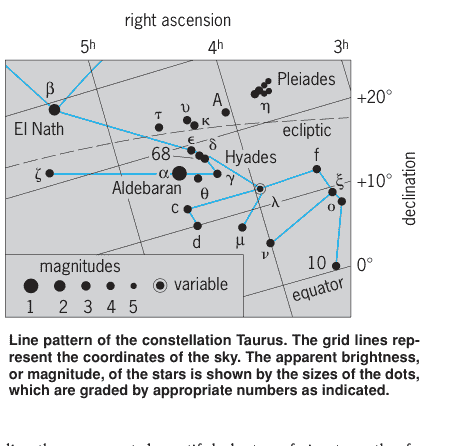 right ascension
5h 4h 3h
β
El Nath
τ υ κ A
Pleiades
η
+20°
ecliptic
ε δ
68
Hyades
f
ζ
α
γ
Aldebaran
θ
+10°
ξ
ο
λ
c
d
μ
ν
declination
10
0°
equator
magnitudes
variable
1 2 3 4 5
Line pattern of the constellation Taurus. The grid lines rep-
resent the coordinates of the sky. The apparent brightness,
or magnitude, of the stars is shown by the sizes of the dots,
which are graded by appropriate numbers as indicated.